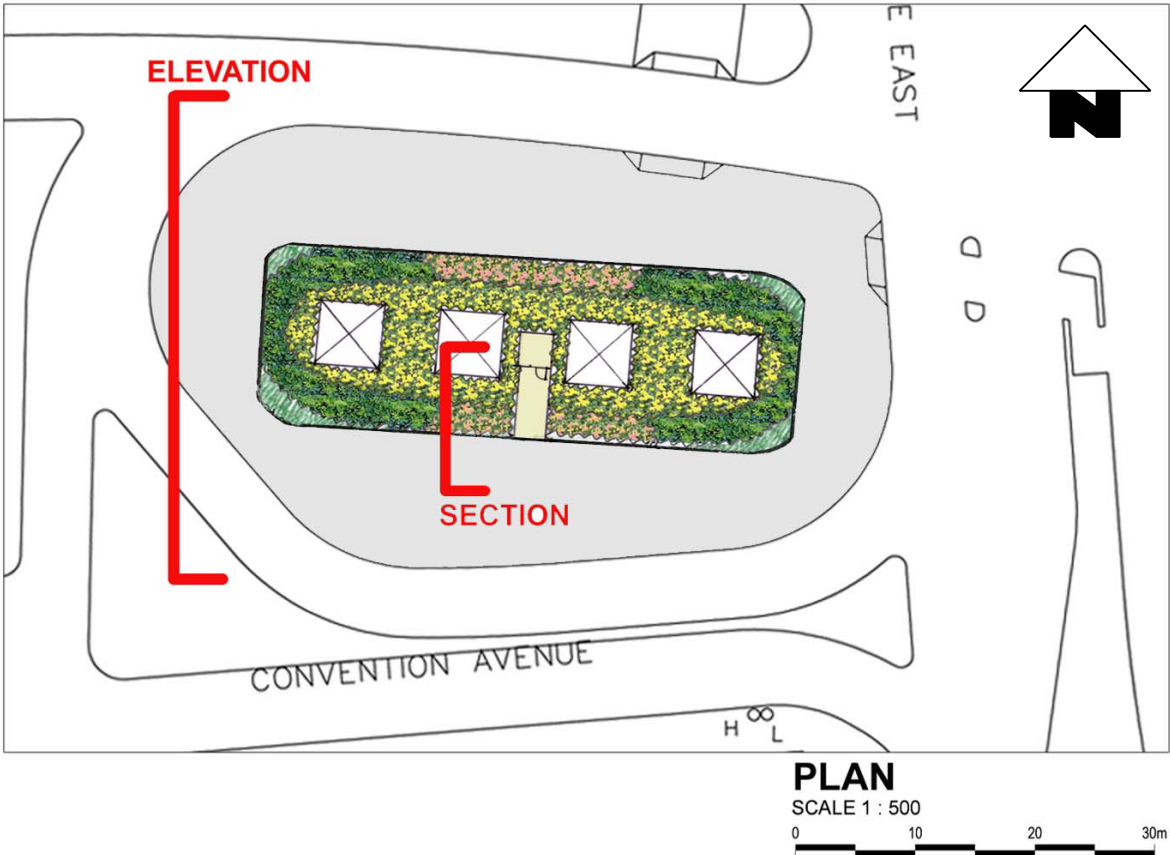 ELEVATION
E EAST
N
SECTION
CONVENTION AVENUE
H L
PLAN
SCALE 1 : 500
0 10 20 30m